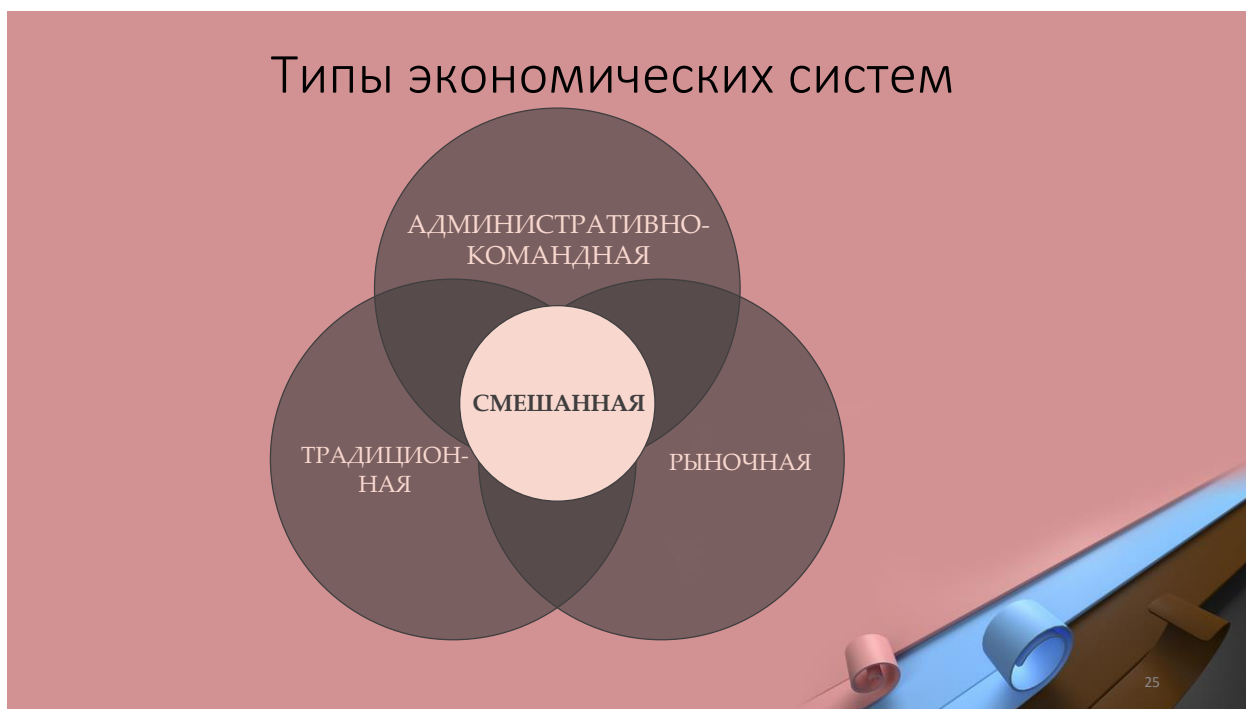 Типы экономических систем
АДМИНИСТРАТИВНО-
КОМАНДНАЯ
СМЕШАННАЯ
ТРАДИЦИОН-
НАЯ
РЫНОЧНАЯ
25